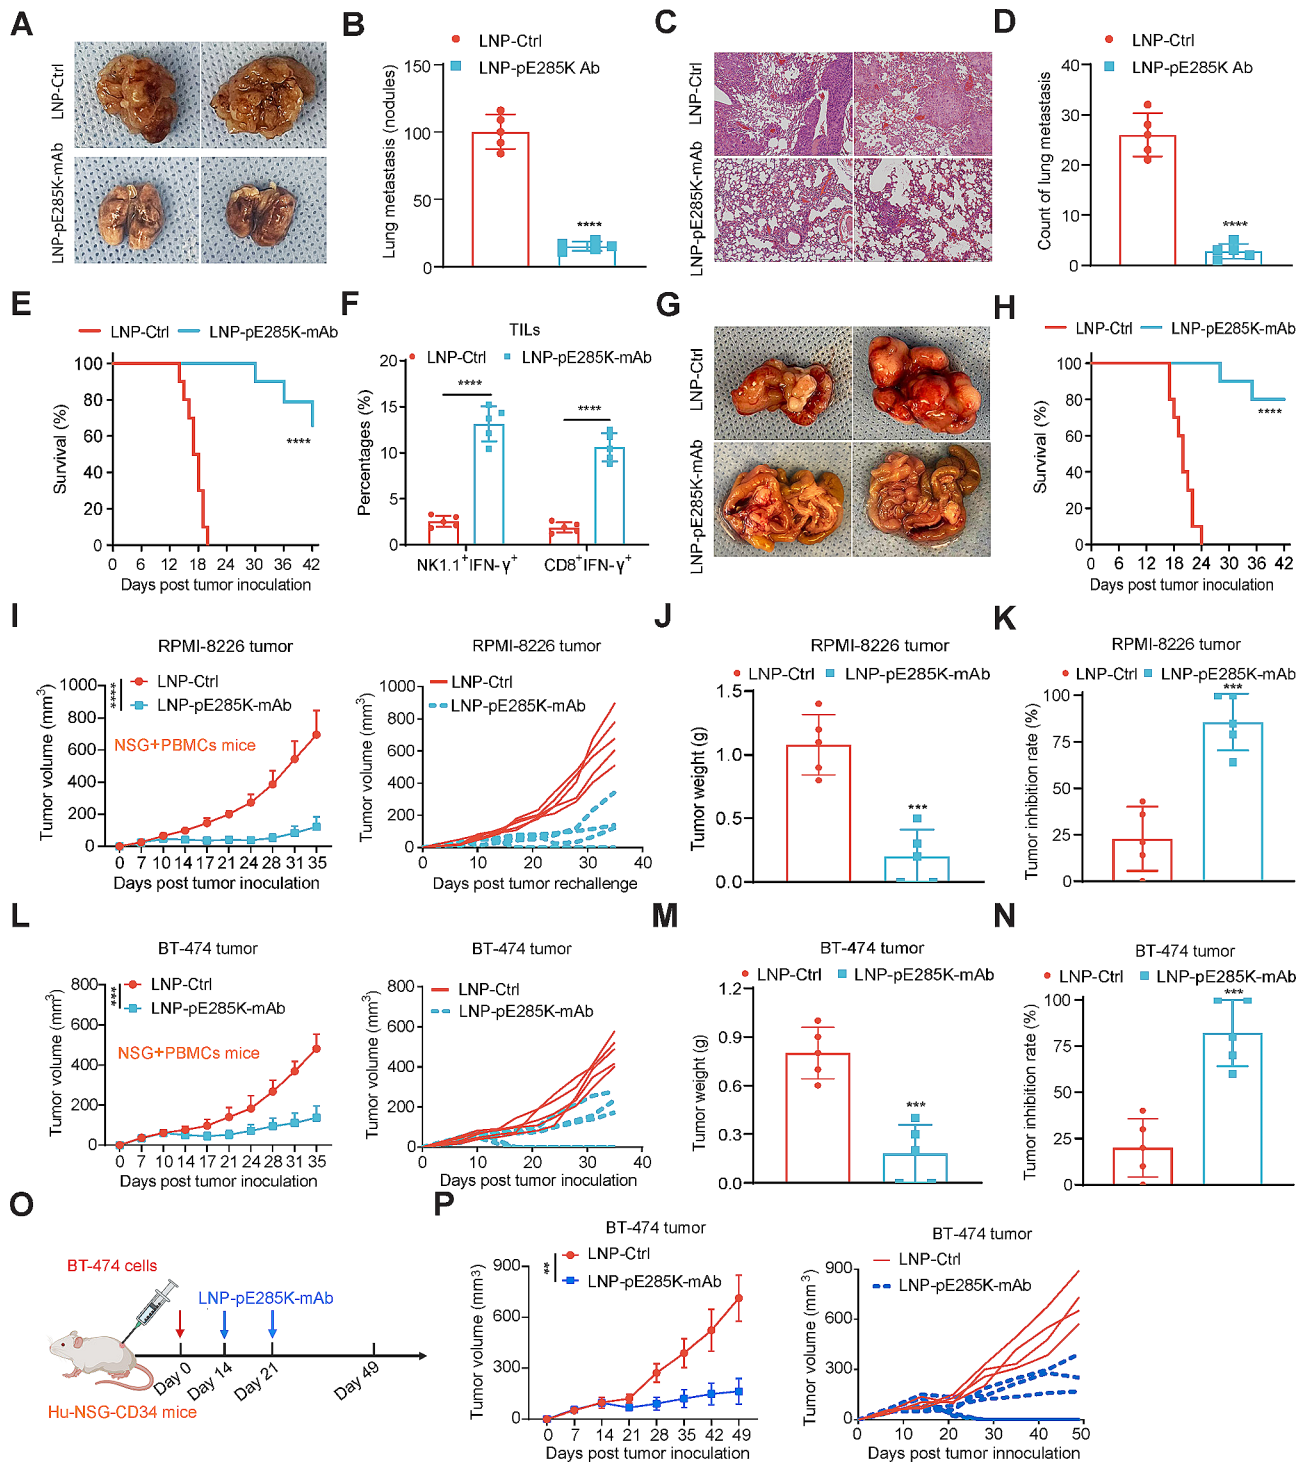 A
LNP-Ctrl
LNP-pE285K-mAb
B
LNP-Ctrl
LNP-pE285K Ab
Lung metastasis (nodules)
150
100
50
0
****
C
LNP-Ctrl
LNP-pE285K-mAb
D
LNP-Ctrl
LNP-pE285K Ab
Count of lung metastasis
40
30
20
10
0
****
E
LNP-Ctrl
LNP-pE285K-mAb
Survival (%)
100
80
60
40
20
0
****
0 6 12 18 24 30 36 42
Days post tumor inoculation
F
TILs
LNP-Ctrl
LNP-pE285K-mAb
Percentages (%)
20
15
10
5
0
****
****
NK1.1+IFN-γ+
CD8+IFN-γ+
G
LNP-Ctrl
LNP-pE285K-mAb
H
LNP-Ctrl
LNP-pE285K-mAb
Survival (%)
100
80
60
40
20
0
****
0 6 12 18 24 30 36 42
Days post tumor inoculation
I
RPMI-8226 tumor
Tumor volume (mm3)
1000
800
600
400
200
0
****
LNP-Ctrl
LNP-pE285K-mAb
NSG+PBMCs mice
0 7 10 14 17 21 24 28 31 35
Days post tumor inoculation
RPMI-8226 tumor
Tumor volume (mm3)
1000
800
600
400
200
0
LNP-Ctrl
LNP-pE285K-mAb
0 10 20 30 40
Days post tumor rechallenge
J
RPMI-8226 tumor
LNP-Ctrl
LNP-pE285K-mAb
Tumor weight (g)
1.5
1.0
0.5
0.0
***
K
RPMI-8226 tumor
LNP-Ctrl
LNP-pE285K-mAb
Tumor inhibition rate (%)
100
75
50
25
0
***
L
BT-474 tumor
Tumor volume (mm3)
800
600
400
200
0
***
LNP-Ctrl
LNP-pE285K-mAb
NSG+PBMCs mice
0 7 10 14 17 21 24 28 31 35
Days post tumor inoculation
BT-474 tumor
Tumor volume (mm3)
800
600
400
200
0
LNP-Ctrl
LNP-pE285K-mAb
0 10 20 30 40
Days post tumor inoculation
M
BT-474 tumor
LNP-Ctrl
LNP-pE285K-mAb
Tumor weight (g)
1.2
0.9
0.6
0.3
0.0
***
N
BT-474 tumor
LNP-Ctrl
LNP-pE285K-mAb
Tumor inhibition rate (%)
100
75
50
25
0
***
O
BT-474 cells
LNP-pE285K-mAb
Day 0
Day 14
Day 21
Day 49
Hu-NSG-CD34 mice
P
BT-474 tumor
Tumor volume (mm3)
900
600
300
0
**
LNP-Ctrl
LNP-pE285K-mAb
0 7 14 21 28 35 42 49
Days post tumor inoculation
BT-474 tumor
Tumor volume (mm3)
900
600
300
0
LNP-Ctrl
LNP-pE285K-mAb
0 10 20 30 40 50
Days post tumor innoculation